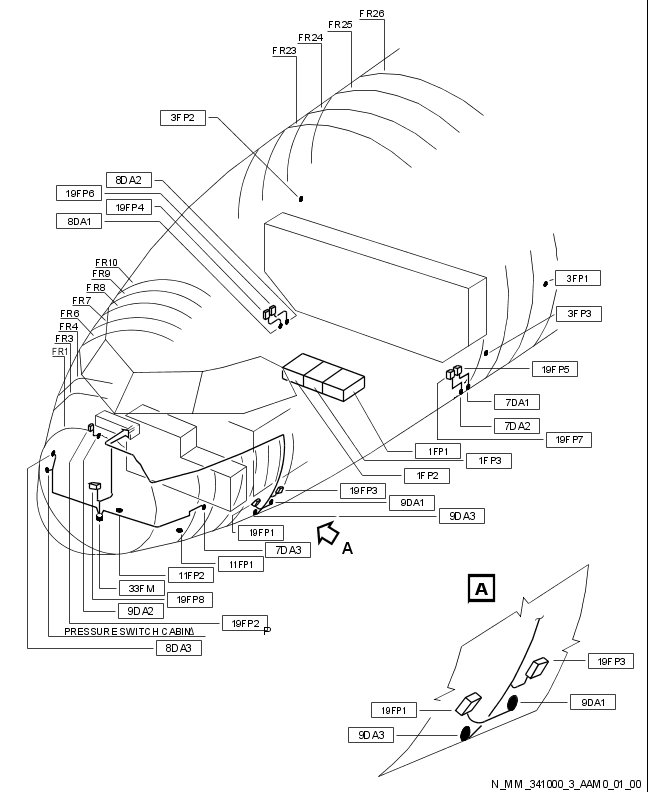 FR26
FR25
FR24
FR23
3FP2
8DA2
19FP6
19FP4
8DA1
FR10
FR9
FR8
FR7
FR6
FR4
FR3
FR1
3FP1
3FP3
19FP5
7DA1
7DA2
19FP7
1FP1
1FP3
1FP2
19FP3
9DA1
9DA3
19FP1
A
7DA3
11FP1
11FP2
33FM
19FP8
9DA2
19FP2
P
PRESSURE SWITCH CABIN
8DA3
A
19FP3
9DA1
19FP1
9DA3
N_MM_341000_3_AAM0_01_00